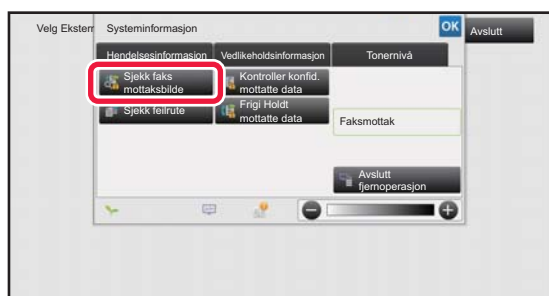 Velg Ekstern
Systeminformasjon
OK
Avslutt
Hendelsesinformasjon
Vedlikeholdsinformasjon
Tonernivå
Sjekk faks
mottaksbilde
Kontroller konfid.
mottatte data
Sjekk feilrute
Frigi Holdt
mottatte data
Faksmottak
Avslutt
fjernoperasjon